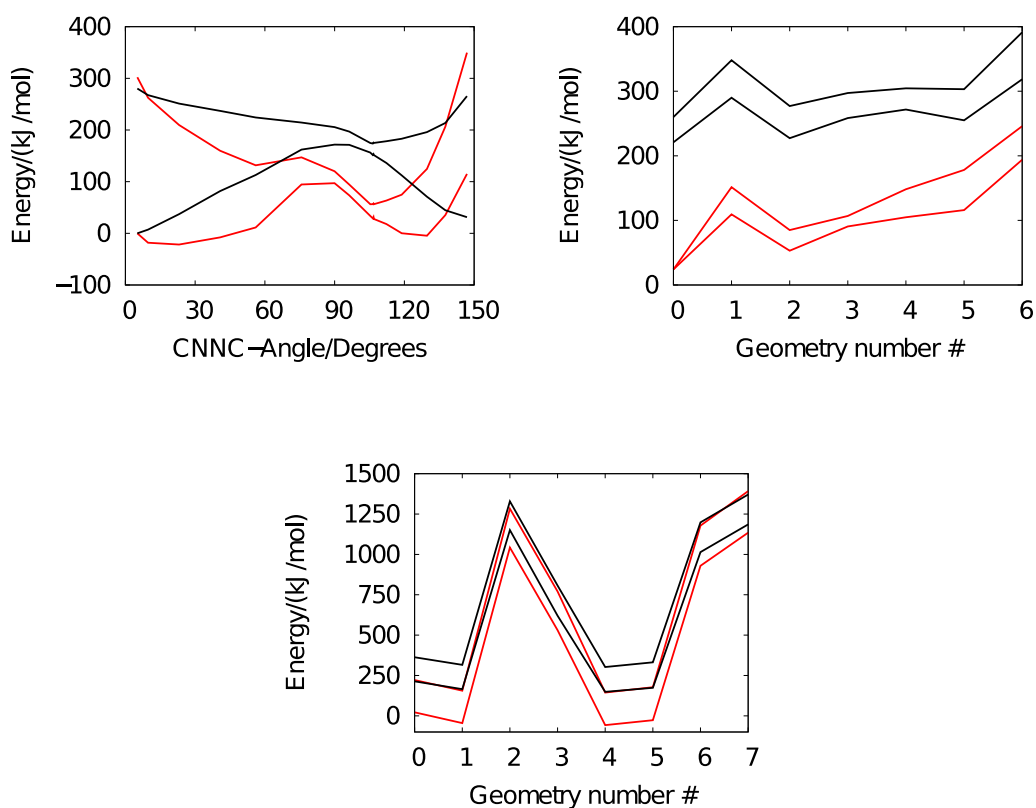 400
300
200
100
0
−100
Energy/(kJ/mol)
0 30 60 90 120 150
CNNC−Angle/Degrees
400
300
200
100
0
Energy/(kJ/mol)
0 1 2 3 4 5 6
Geometry number #
1500
1250
1000
750
500
250
0
Energy/(kJ/mol)
0 1 2 3 4 5 6 7
Geometry number #